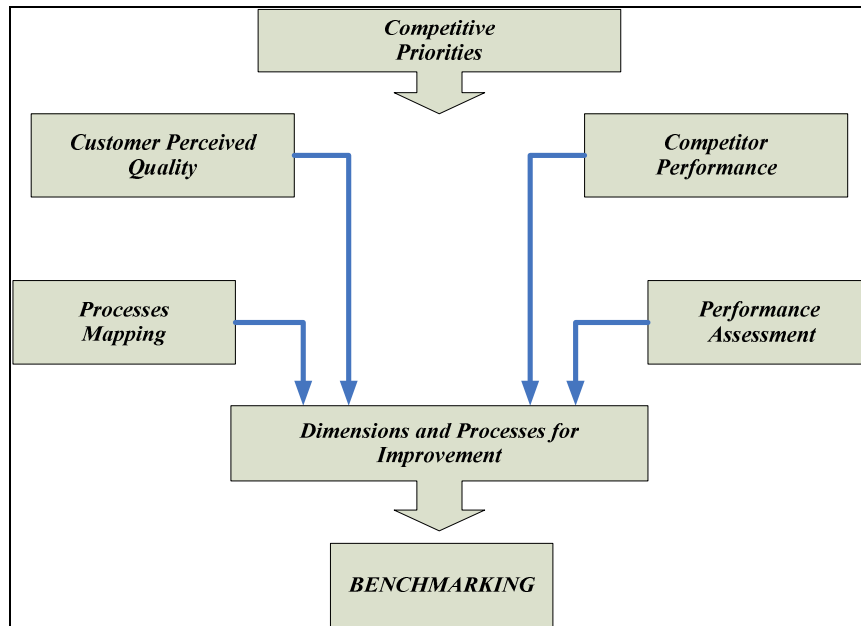 Competitive
Priorities
Customer Perceived
Quality
Competitor
Performance
Processes
Mapping
Performance
Assessment
Dimensions and Processes for
Improvement
BENCHMARKING